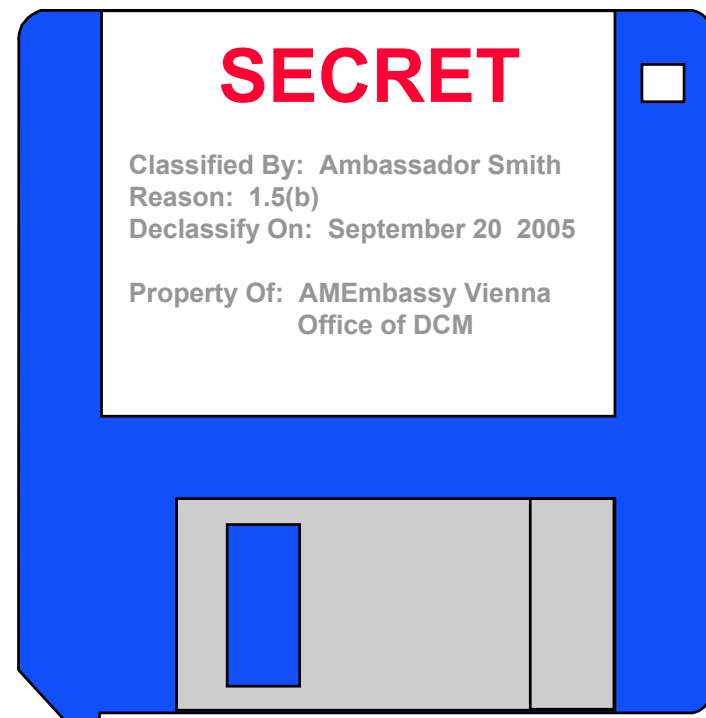 SECRET
Classified By: Ambassador Smith
Reason: 1.5(b)
Declassify On: September 20 2005
Property Of: AMEmbassy Vienna
Office of DCM